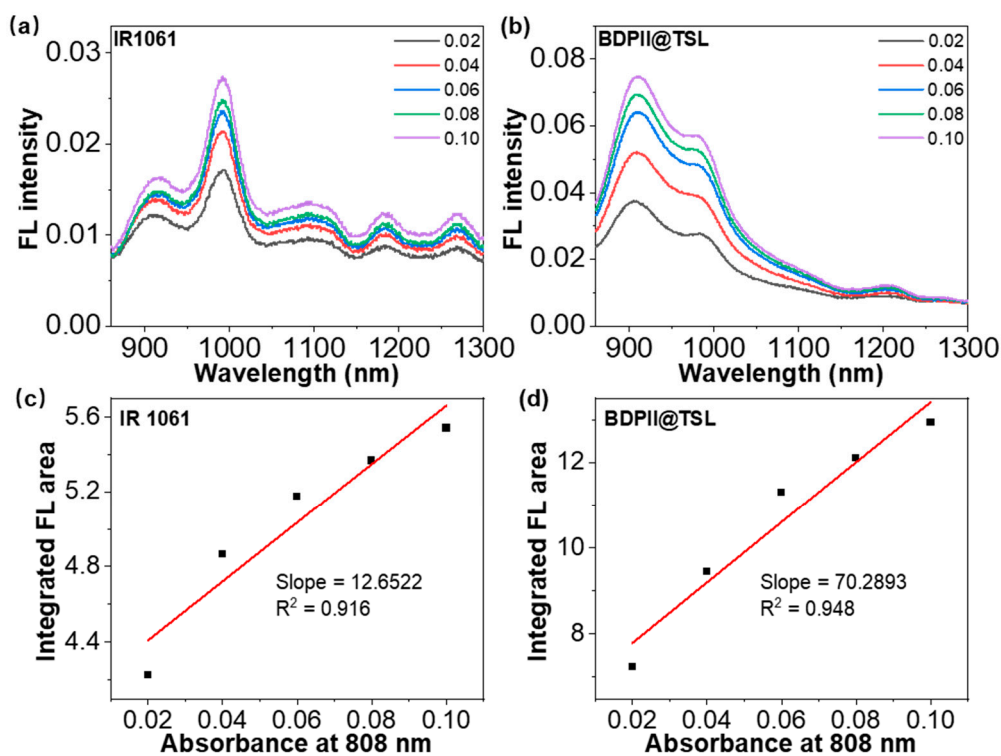 (a)
IR1061
0.02
0.04
0.06
0.08
0.10
0.03
0.02
0.01
0.00
FL intensity
900 1000 1100 1200 1300
Wavelength (nm)
(b)
BDPII@TSL
0.02
0.04
0.06
0.08
0.10
0.08
0.06
0.04
0.02
0.00
FL intensity
900 1000 1100 1200 1300
Wavelength (nm)
(c)
IR 1061
5.6
5.2
4.8
4.4
Integrated FL area
Slope = 12.6522
R² = 0.916
0.02 0.04 0.06 0.08 0.10
Absorbance at 808 nm
(d)
BDPII@TSL
12
10
8
Integrated FL area
Slope = 70.2893
R² = 0.948
0.02 0.04 0.06 0.08 0.10
Absorbance at 808 nm